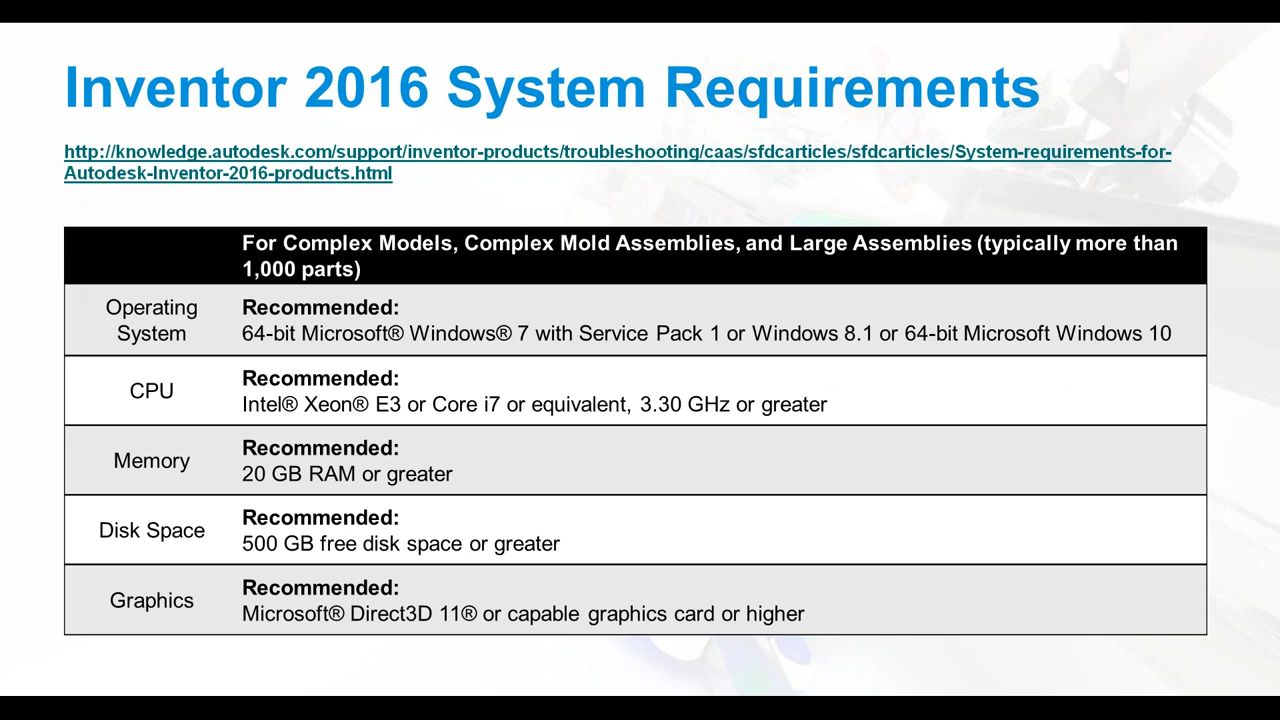 Inventor 2016 System Requirements
http://knowledge.autodesk.com/support/inventor-products/troubleshooting/caas/sfdcarticles/sfdcarticles/System-requirements-for-
Autodesk-Inventor-2016-products.html
For Complex Models, Complex Mold Assemblies, and Large Assemblies (typically more than
1,000 parts)
Operating
System
Recommended:
64-bit Microsoft® Windows® 7 with Service Pack 1 or Windows 8.1 or 64-bit Microsoft Windows 10
CPU
Recommended:
Intel® Xeon® E3 or Core i7 or equivalent, 3.30 GHz or greater
Memory
Recommended:
20 GB RAM or greater
Disk Space
Recommended:
500 GB free disk space or greater
Graphics
Recommended:
Microsoft® Direct3D 11® or capable graphics card or higher